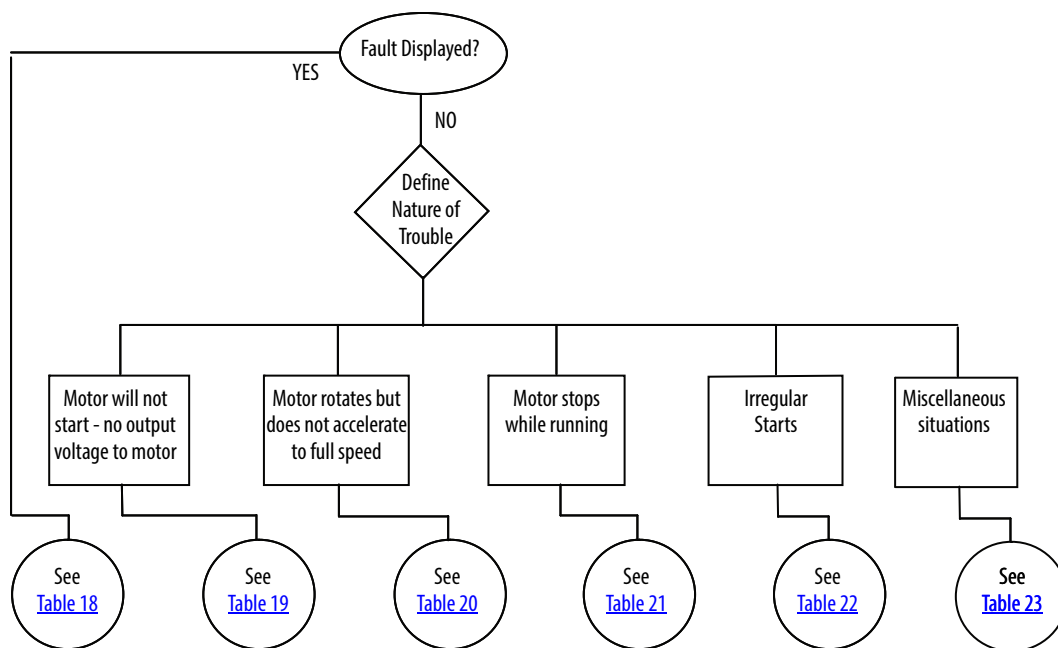 Fault Displayed?
YES
NO
Define
Nature of
Trouble
Motor will not
start - no output
voltage to motor
Motor rotates but
does not accelerate
to full speed
Motor stops
while running
Irregular
Starts
Miscellaneous
situations
See
Table 18
See
Table 19
See
Table 20
See
Table 21
See
Table 22
See
Table 23